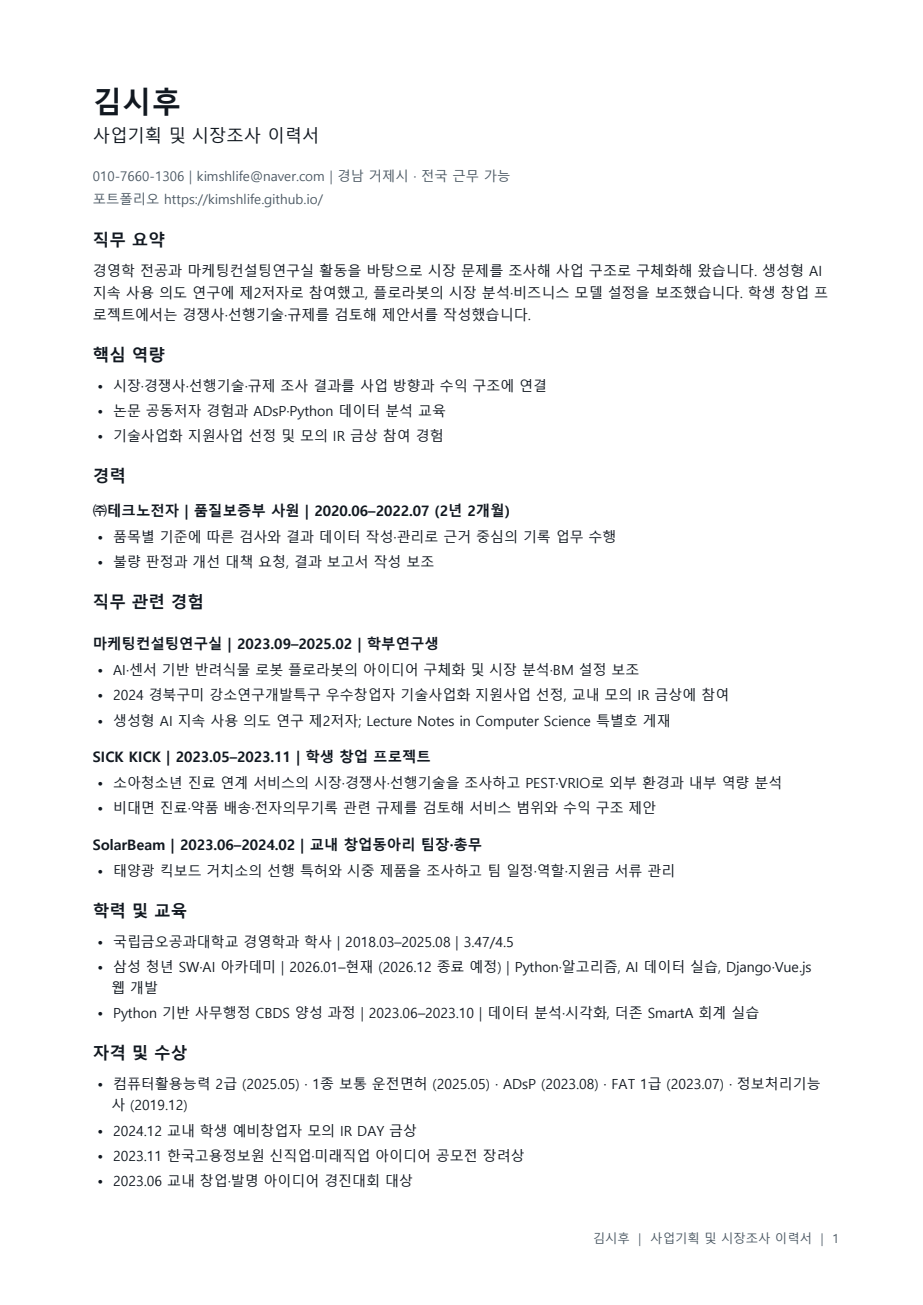 김시후
사업기획 및 시장조사 이력서
010-7660-1306 | kimshlife@naver.com | 경남 거제시 · 전국 근무 가능
포트폴리오 https://kimshlife.github.io/
직무 요약
경영학 전공과 마케팅컨설팅연구실 활동을 바탕으로 시장 문제를 조사해 사업 구조로 구체화해 왔습니다. 생성형 AI
지속 사용 의도 연구에 제2저자로 참여했고, 플로라봇의 시장 분석·비즈니스 모델 설정을 보조했습니다. 학생 창업 프
로젝트에서는 경쟁사·선행기술·규제를 검토해 제안서를 작성했습니다.
핵심 역량
• 시장·경쟁사·선행기술·규제 조사 결과를 사업 방향과 수익 구조에 연결
• 논문 공동저자 경험과 ADsP·Python 데이터 분석 교육
• 기술사업화 지원사업 선정 및 모의 IR 금상 참여 경험
경력
㈜테크노전자 | 품질보증부 사원 | 2020.06–2022.07 (2년 2개월)
• 품목별 기준에 따른 검사와 결과 데이터 작성·관리로 근거 중심의 기록 업무 수행
• 불량 판정과 개선 대책 요청, 결과 보고서 작성 보조
직무 관련 경험
마케팅컨설팅연구실 | 2023.09–2025.02 | 학부연구생
• AI·센서 기반 반려식물 로봇 플로라봇의 아이디어 구체화 및 시장 분석·BM 설정 보조
• 2024 경북구미 강소연구개발특구 우수창업자 기술사업화 지원사업 선정, 교내 모의 IR 금상에 참여
• 생성형 AI 지속 사용 의도 연구 제2저자; Lecture Notes in Computer Science 특별호 게재
SICK KICK | 2023.05–2023.11 | 학생 창업 프로젝트
• 소아청소년 진료 연계 서비스의 시장·경쟁사·선행기술을 조사하고 PEST·VRIO로 외부 환경과 내부 역량 분석
• 비대면 진료·약품 배송·전자의무기록 관련 규제를 검토해 서비스 범위와 수익 구조 제안
SolarBeam | 2023.06–2024.02 | 교내 창업동아리 팀장·총무
• 태양광 킥보드 거치소의 선행 특허와 시중 제품을 조사하고 팀 일정·역할·지원금 서류 관리
학력 및 교육
• 국립금오공과대학교 경영학과 학사 | 2018.03–2025.08 | 3.47/4.5
• 삼성 청년 SW·AI 아카데미 | 2026.01–현재 (2026.12 종료 예정) | Python·알고리즘, AI 데이터 실습, Django·Vue.js
웹 개발
• Python 기반 사무행정 CBDS 양성 과정 | 2023.06–2023.10 | 데이터 분석·시각화, 더존 SmartA 회계 실습
자격 및 수상
• 컴퓨터활용능력 2급 (2025.05) · 1종 보통 운전면허 (2025.05) · ADsP (2023.08) · FAT 1급 (2023.07) · 정보처리기능
사 (2019.12)
• 2024.12 교내 학생 예비창업자 모의 IR DAY 금상
• 2023.11 한국고용정보원 신직업·미래직업 아이디어 공모전 장려상
• 2023.06 교내 창업·발명 아이디어 경진대회 대상
김시후 | 사업기획 및 시장조사 이력서 | 1